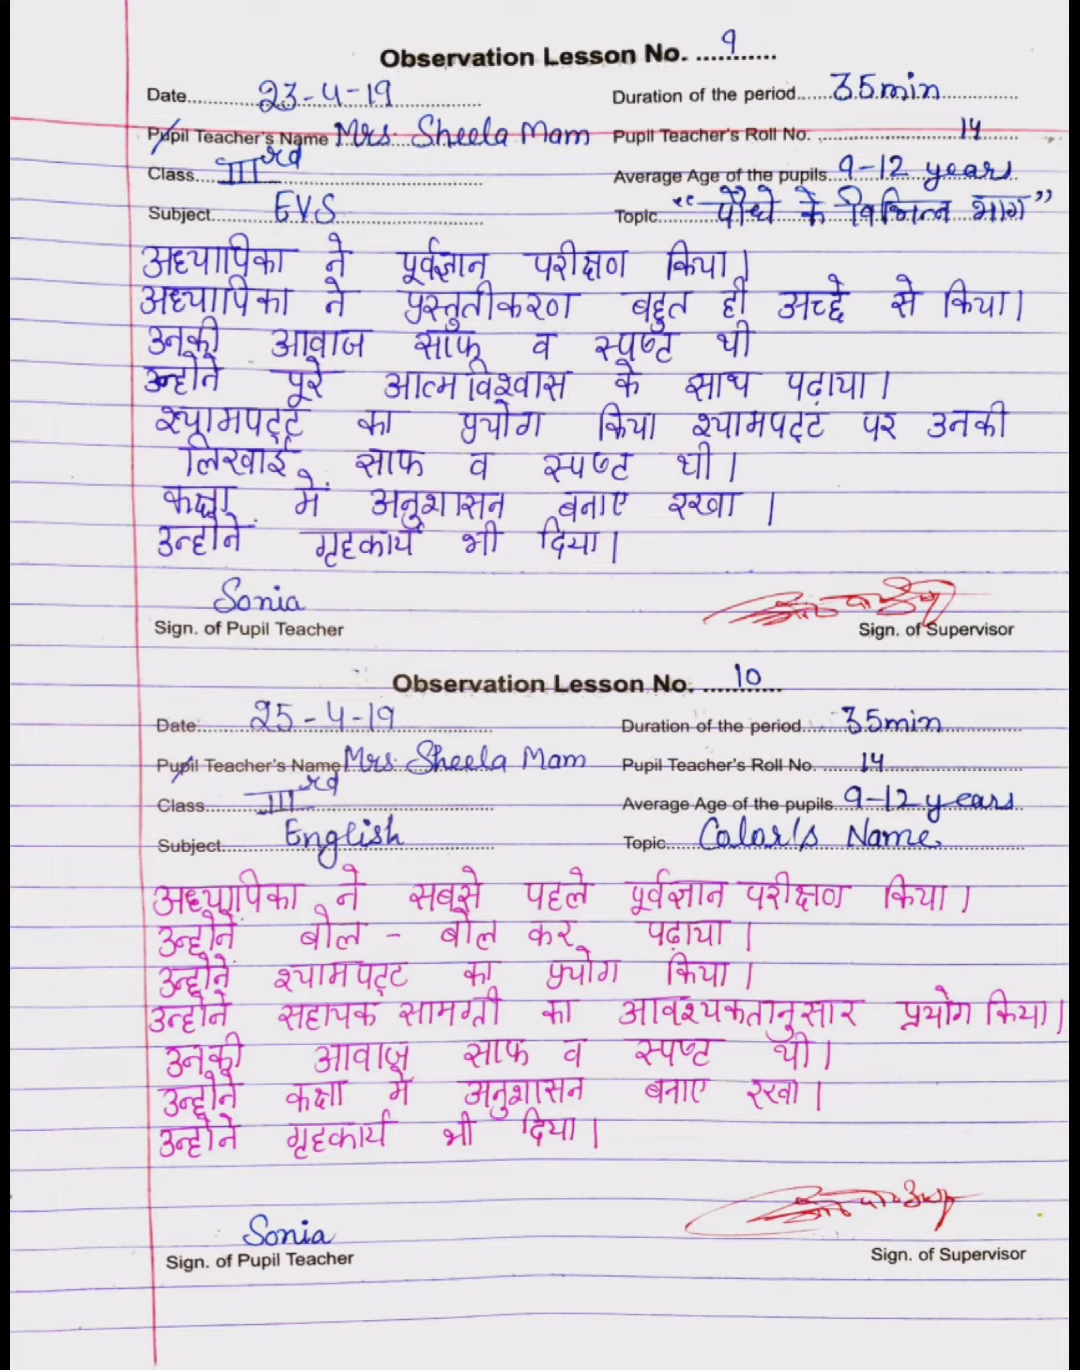 Observation Lesson No. 9
Date 23-4-19 Duration of the period 35min
Pupil Teacher's Name Mrs. Sheela Mam Pupil Teacher's Roll No. 14
Class IIIrd Average Age of the pupils 9-12 years
Subject EVS Topic "पौधे के विभिन्न भाग"
अध्यापिका ने पूर्वज्ञान परीक्षण किया।
अध्यापिका ने प्रस्तुतीकरण बहुत ही अच्छे से किया।
उनकी आवाज साफ व स्पष्ट थी
उन्होने पूरे आत्मविश्वास के साथ पढ़ाया।
श्यामपट्ट का प्रयोग किया श्यामपट्ट पर उनकी
लिखाई साफ व स्पष्ट थी।
कक्षा में अनुशासन बनाए रखा ।
उन्होने गृहकार्य भी दिया।
Sonia
Sign. of Pupil Teacher Sign. of Supervisor
Observation Lesson No. 10
Date 25-4-19 Duration of the period 35min
Pupil Teacher's Name Mrs. Sheela Mam Pupil Teacher's Roll No. 14
Class IIIrd Average Age of the pupils 9-12 years
Subject English Topic Color's Name.
अध्यापिका ने सबसे पहले पूर्वज्ञान परीक्षण किया।
उन्होंने बोल - बोल कर पढ़ाया।
उन्होंने श्यामपट्ट का प्रयोग किया।
उन्होंने सहायक सामग्री का आवश्यकतानुसार प्रयोग किया।
उनकी आवाज़ साफ व स्पष्ट थी।
उन्होंने कक्षा में अनुशासन बनाए रखा।
उन्होंने गृहकार्य भी दिया।
Sonia
Sign. of Pupil Teacher Sign. of Supervisor